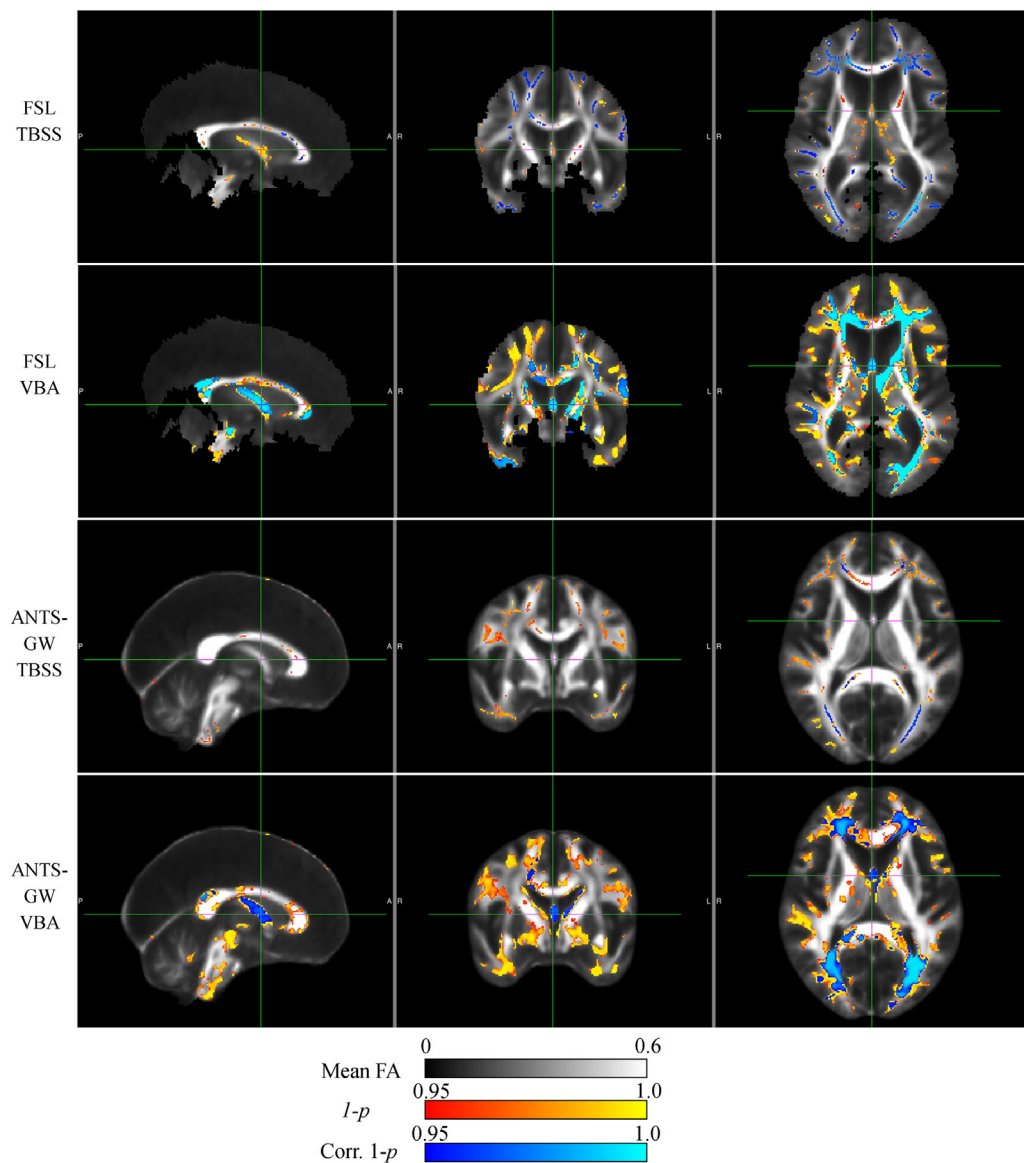 FSL
TBSS
P
A R
L R
FSL
VBA
P
A R
L R
ANTS-
GW
TBSS
P
A R
L R
ANTS-
GW
VBA
P
A R
L R
0 0.6
Mean FA
0.95 1.0
1-p
0.95 1.0
Corr. 1-p